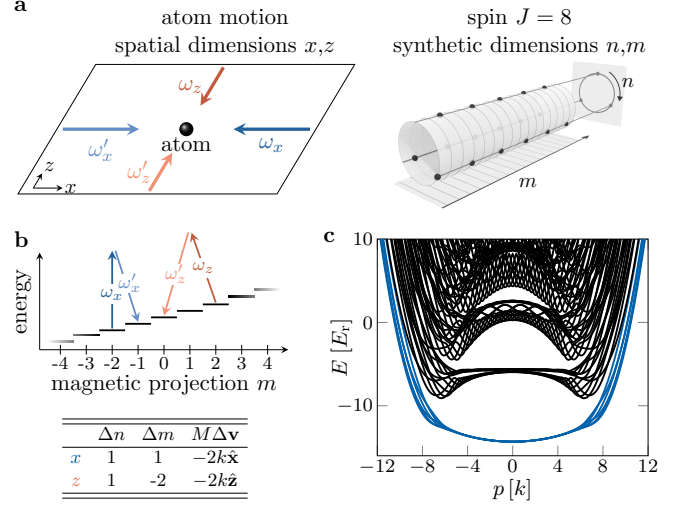 a
atom motion
spatial dimensions x,z
ω_z
ω′_x
ω_x
atom
ω′_z
z
x
spin J = 8
synthetic dimensions n,m
n
m
b
energy
ω_x
ω′_x
ω′_z
ω_z
-4 -3 -2 -1 0 1 2 3 4
magnetic projection m
Δn Δm MΔv
x 1 1 −2kx̂
z 1 -2 −2kẑ
c
E [E_r]
10
0
−10
−12 −8 −4 0 4 8 12
p [k]